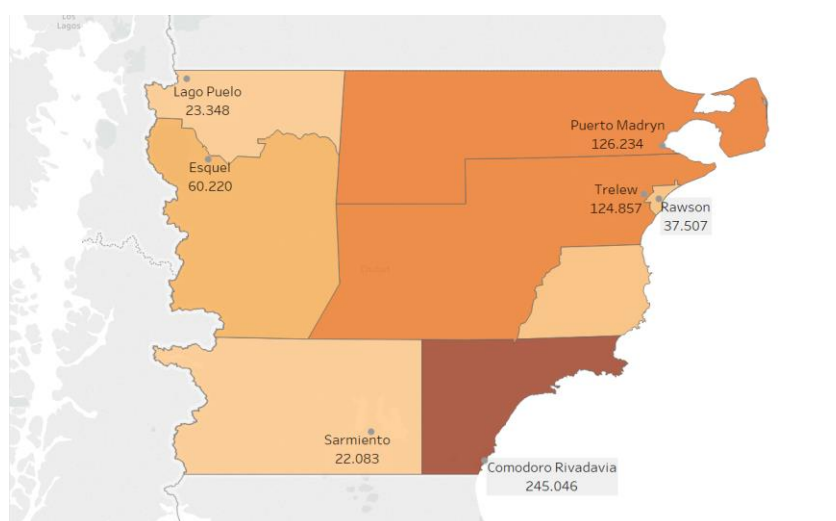 Los
Lagos
Lago Puelo
23.348
Puerto Madryn
126.234
Esquel
60.220
Trelew
124.857
Rawson
37.507
Sarmiento
22.083
Comodoro Rivadavia
245.046